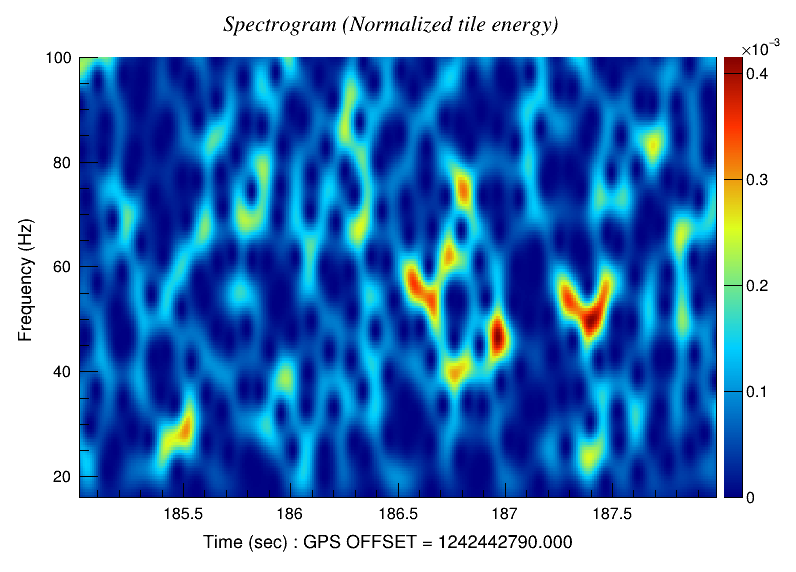 Spectrogram (Normalized tile energy)
×10⁻³
100
80
60
40
20
Frequency (Hz)
0.4
0.3
0.2
0.1
0
185.5 186 186.5 187 187.5
Time (sec) : GPS OFFSET = 1242442790.000